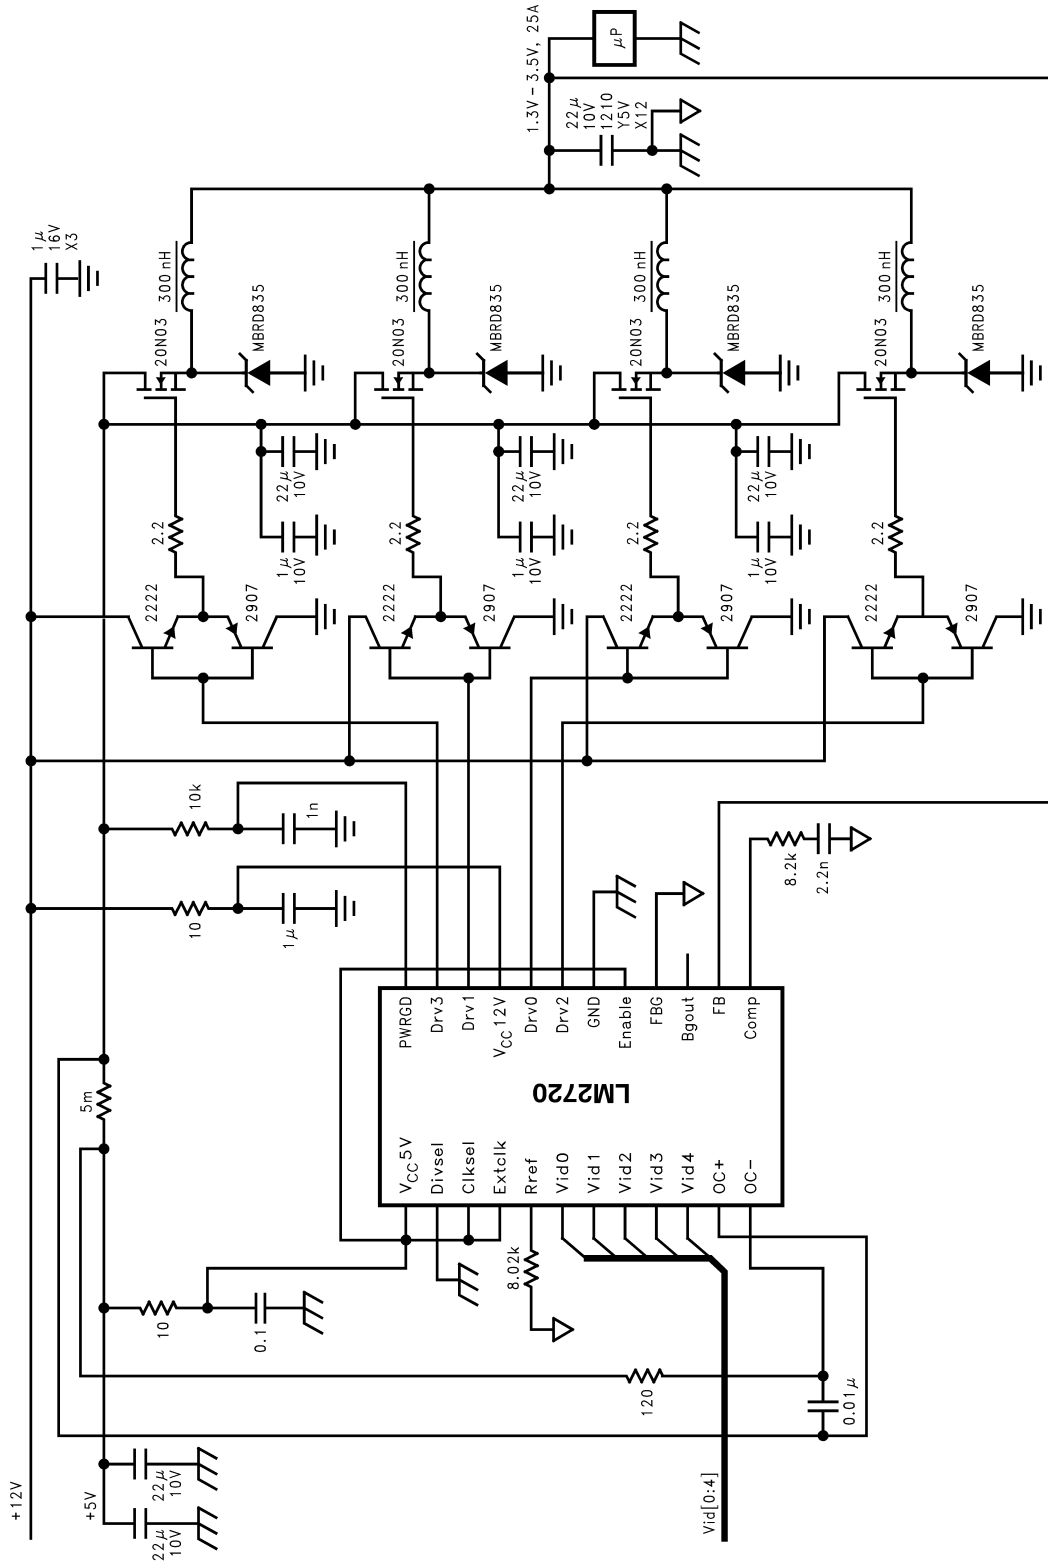 +12V
+5V
22μ
10V
22μ
10V
10
0.1
5m
10
1μ
10k
1n
1μ
16V
X3
2222
2907
2.2
1μ
10V
22μ
10V
20N03
300 nH
MBRD835
2222
2907
2.2
1μ
10V
22μ
10V
20N03
300 nH
MBRD835
2222
2907
2.2
1μ
10V
22μ
10V
20N03
300 nH
MBRD835
2222
2907
2.2
20N03
300 nH
MBRD835
1.3V – 3.5V, 25A
μP
22μ
10V
1210
Y5V
X12
LM2720
VCC5V
Divsel
Clksel
Extclk
Rref
Vid0
Vid1
Vid2
Vid3
Vid4
OC+
OC–
PWRGD
Drv3
Drv1
VCC12V
Drv0
Drv2
GND
Enable
FBG
Bgout
FB
Comp
8.02k
120
0.01μ
Vid[0:4]
8.2k
2.2n